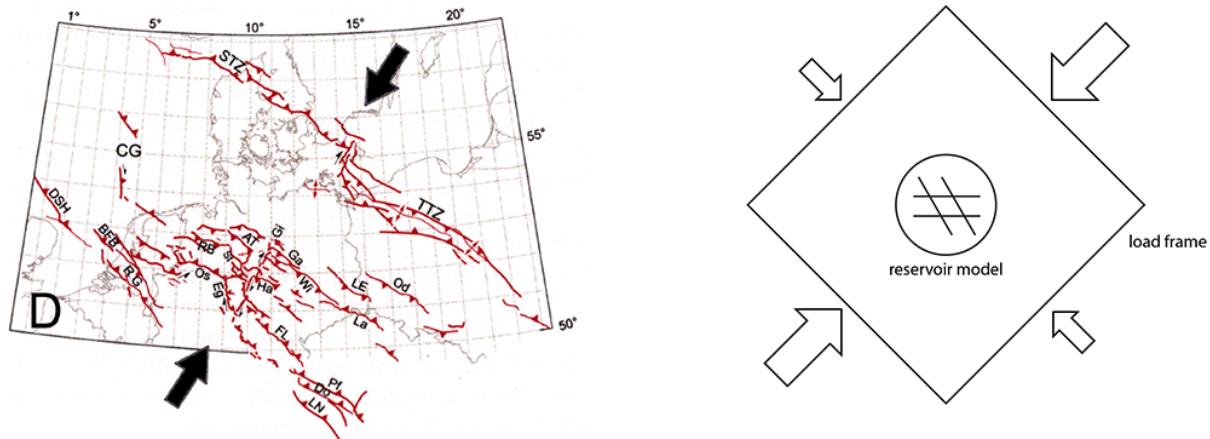 1°
5°
10°
15°
20°
STZ
55°
CG
DSH
TTZ
BFB
RB
AT
Gi
Ga
RG
Os
Eg
Ha
Wi
LE
Od
D
FL
La
50°
Pf
Do
LN
reservoir model
load frame